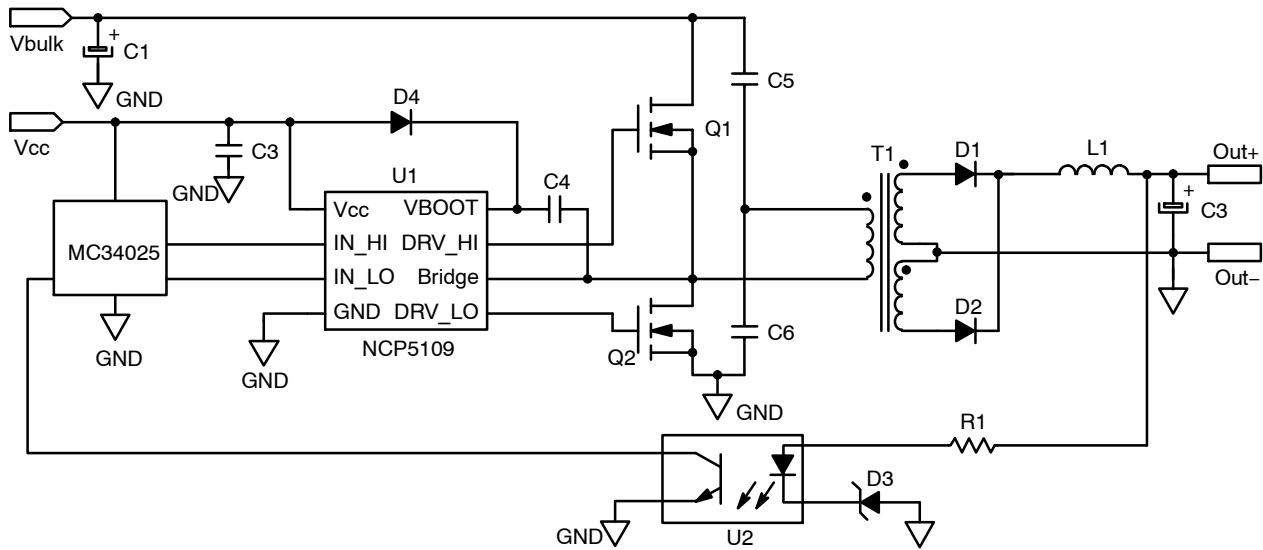 Vbulk
+
C1
GND
Vcc
D4
C3
GND
U1
C4
Vcc VBOOT
IN_HI DRV_HI
IN_LO Bridge
GND DRV_LO
NCP5109
MC34025
GND
GND
Q1
Q2
C5
C6
GND
T1
D1
D2
L1
+
C3
Out+
Out−
R1
D3
U2
GND